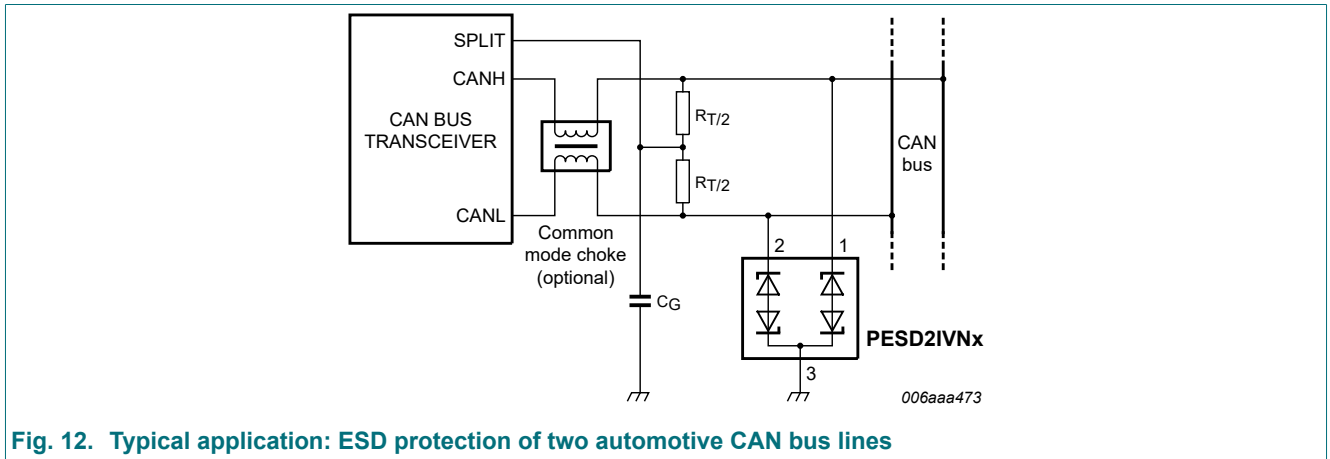 SPLIT
CANH
CAN BUS
TRANSCEIVER
CANL
Common
mode choke
(optional)
RT/2
RT/2
CG
CAN
bus
2
1
PESD2IVNx
3
006aaa473
Fig. 12. Typical application: ESD protection of two automotive CAN bus lines